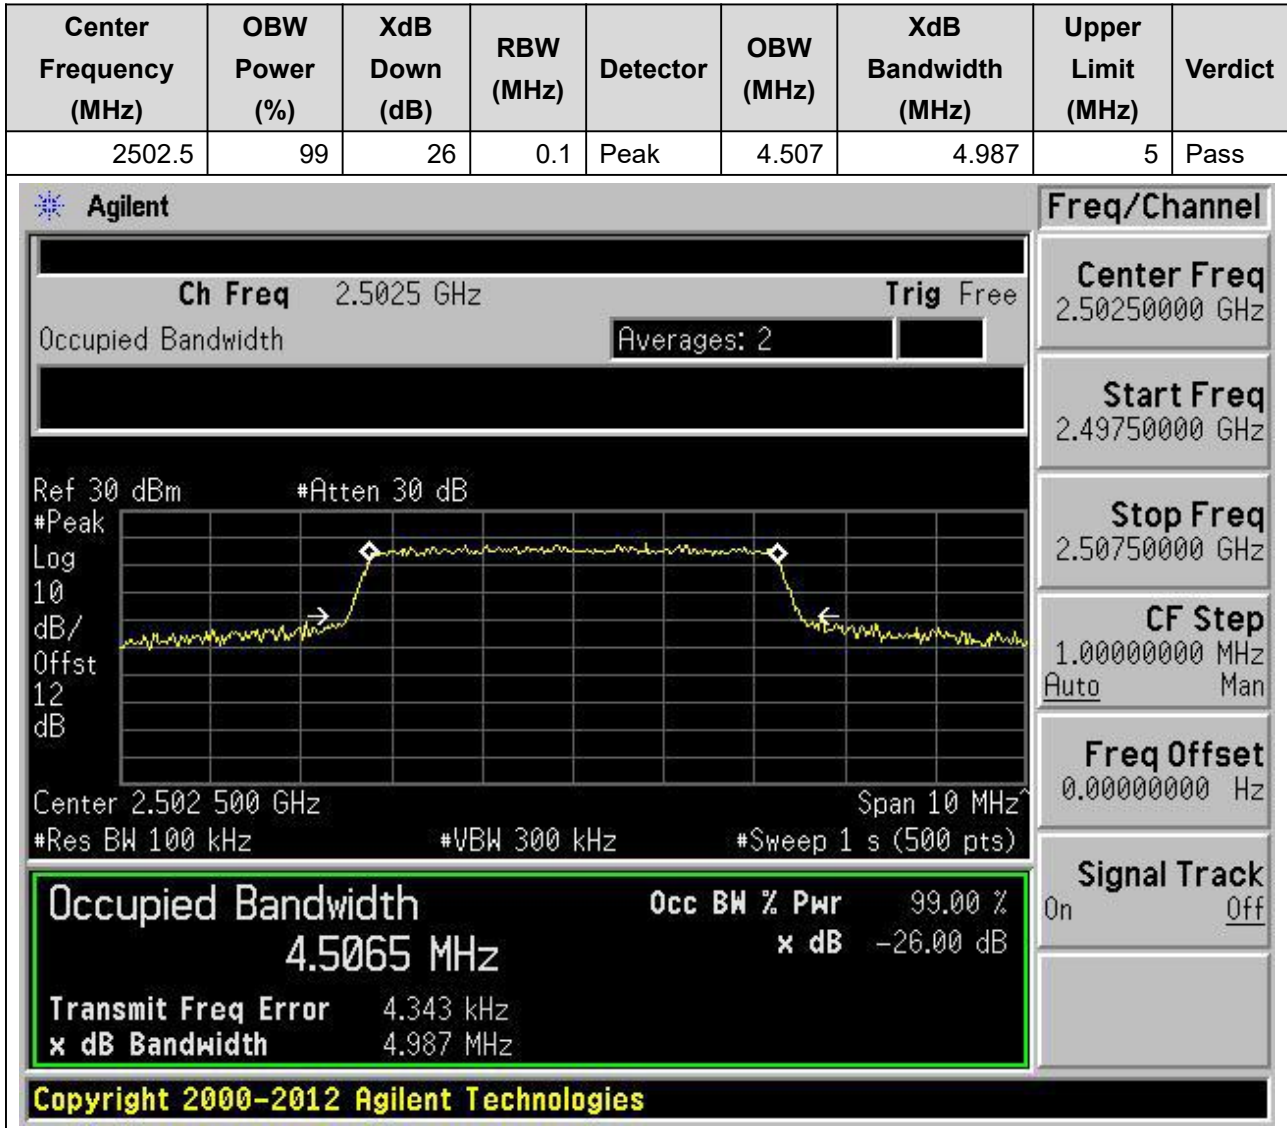 Center Frequency (MHz) OBW Power (%) XdB Down (dB) RBW (MHz) Detector OBW (MHz) XdB Bandwidth (MHz) Upper Limit (MHz) Verdict
2502.5 99 26 0.1 Peak 4.507 4.987 5 Pass
Agilent
Freq/Channel
Ch Freq 2.5025 GHz Trig Free
Occupied Bandwidth Averages: 2
Center Freq
2.50250000 GHz
Start Freq
2.49750000 GHz
Stop Freq
2.50750000 GHz
CF Step
1.00000000 MHz
Auto Man
Freq Offset
0.00000000 Hz
Signal Track
On Off
Ref 30 dBm #Atten 30 dB
#Peak
Log
10
dB/
Offst
12
dB
Center 2.502 500 GHz Span 10 MHz^
#Res BW 100 kHz #VBW 300 kHz #Sweep 1 s (500 pts)
Occupied Bandwidth Occ BW % Pwr 99.00 %
4.5065 MHz x dB -26.00 dB
Transmit Freq Error 4.343 kHz
x dB Bandwidth 4.987 MHz
Copyright 2000-2012 Agilent Technologies